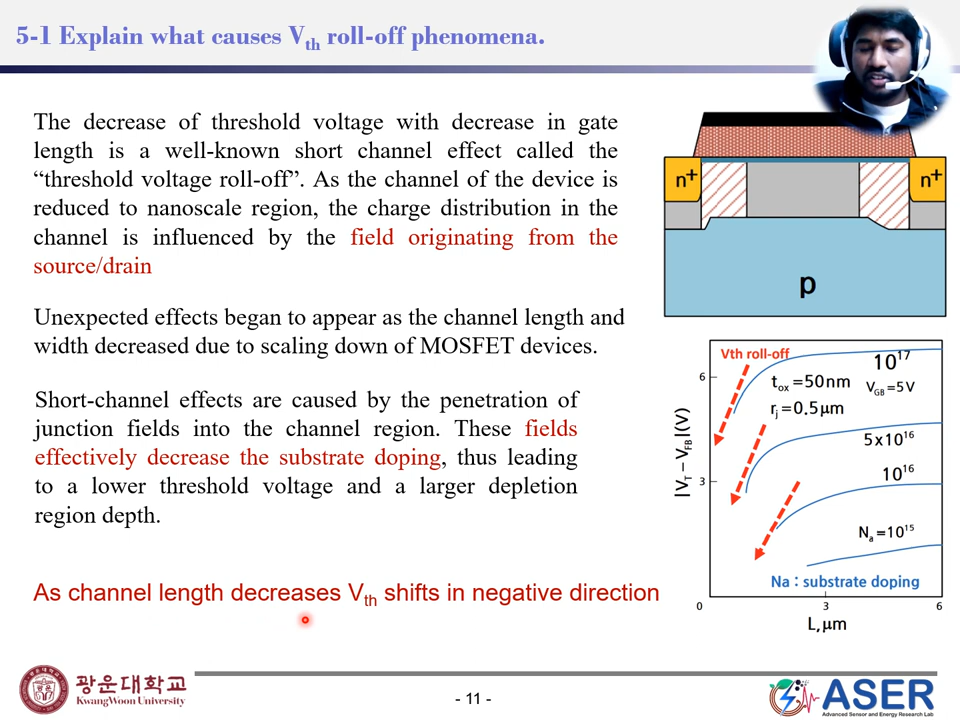 5-1 Explain what causes Vth roll-off phenomena.
The decrease of threshold voltage with decrease in gate
length is a well-known short channel effect called the
“threshold voltage roll-off”. As the channel of the device is
reduced to nanoscale region, the charge distribution in the
channel is influenced by the field originating from the
source/drain
Unexpected effects began to appear as the channel length and
width decreased due to scaling down of MOSFET devices.
Short-channel effects are caused by the penetration of
junction fields into the channel region. These fields
effectively decrease the substrate doping, thus leading
to a lower threshold voltage and a larger depletion
region depth.
As channel length decreases Vth shifts in negative direction
n+
n+
p
Vth roll-off
10^17
tox=50nm
VGB=5V
rj=0.5μm
5x10^16
10^16
Na=10^15
Na : substrate doping
|VT – VFB|(V)
6
3
0
3
6
L,μm
광운대학교
KwangWoon University
- 11 -
ASER
Advanced Sensor and Energy Research Lab